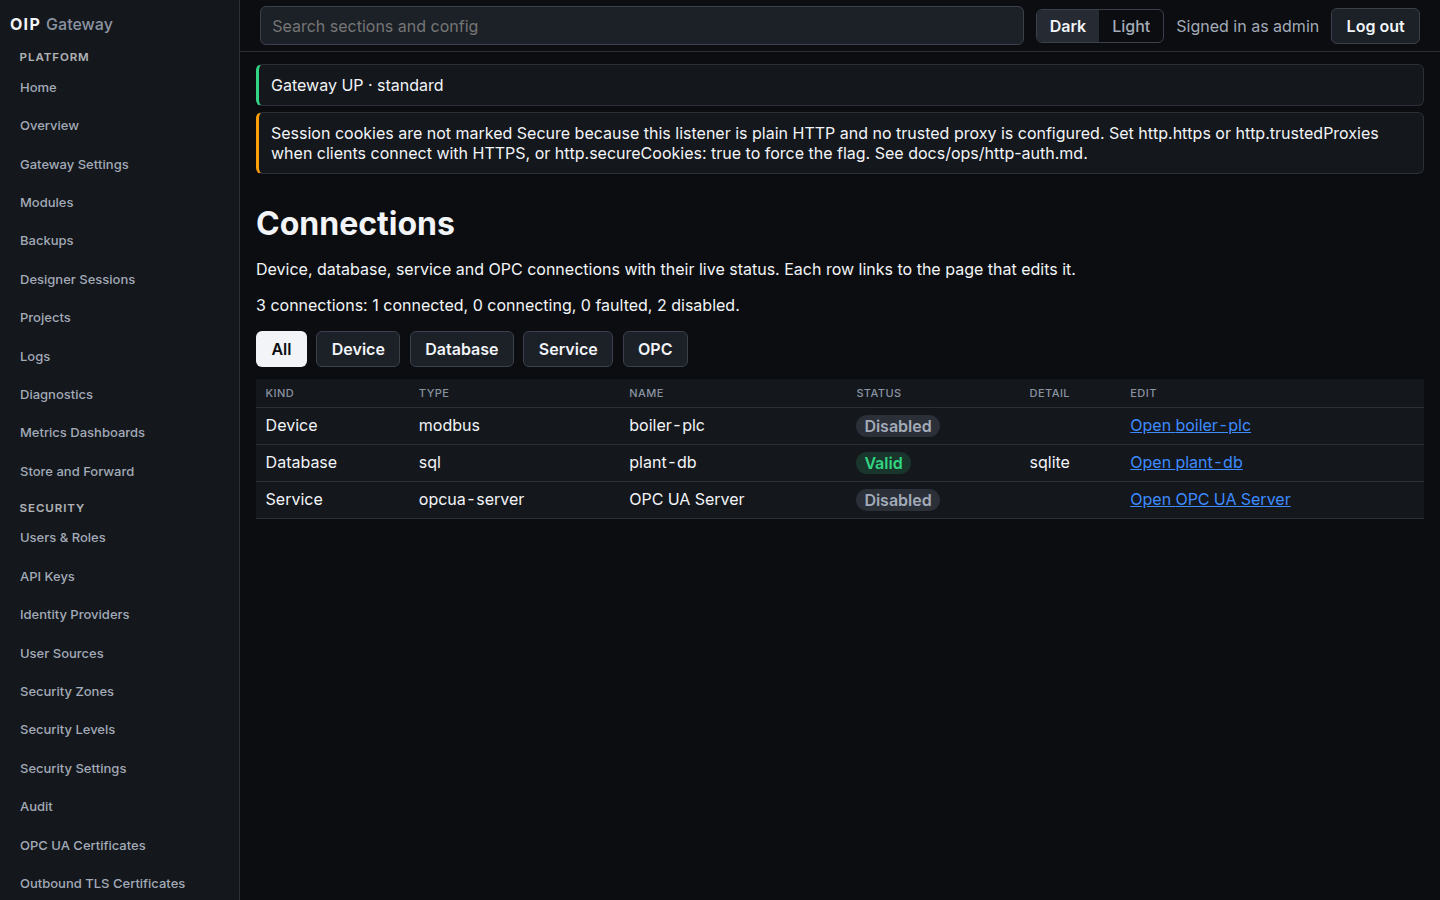 OIP Gateway
PLATFORM
Home
Overview
Gateway Settings
Modules
Backups
Designer Sessions
Projects
Logs
Diagnostics
Metrics Dashboards
Store and Forward
SECURITY
Users & Roles
API Keys
Identity Providers
User Sources
Security Zones
Security Levels
Security Settings
Audit
OPC UA Certificates
Outbound TLS Certificates
Search sections and config
Dark Light Signed in as admin Log out
Gateway UP · standard
Session cookies are not marked Secure because this listener is plain HTTP and no trusted proxy is configured. Set http.https or http.trustedProxies
when clients connect with HTTPS, or http.secureCookies: true to force the flag. See docs/ops/http-auth.md.
Connections
Device, database, service and OPC connections with their live status. Each row links to the page that edits it.
3 connections: 1 connected, 0 connecting, 0 faulted, 2 disabled.
All Device Database Service OPC
KIND TYPE NAME STATUS DETAIL EDIT
Device modbus boiler-plc Disabled Open boiler-plc
Database sql plant-db Valid sqlite Open plant-db
Service opcua-server OPC UA Server Disabled Open OPC UA Server